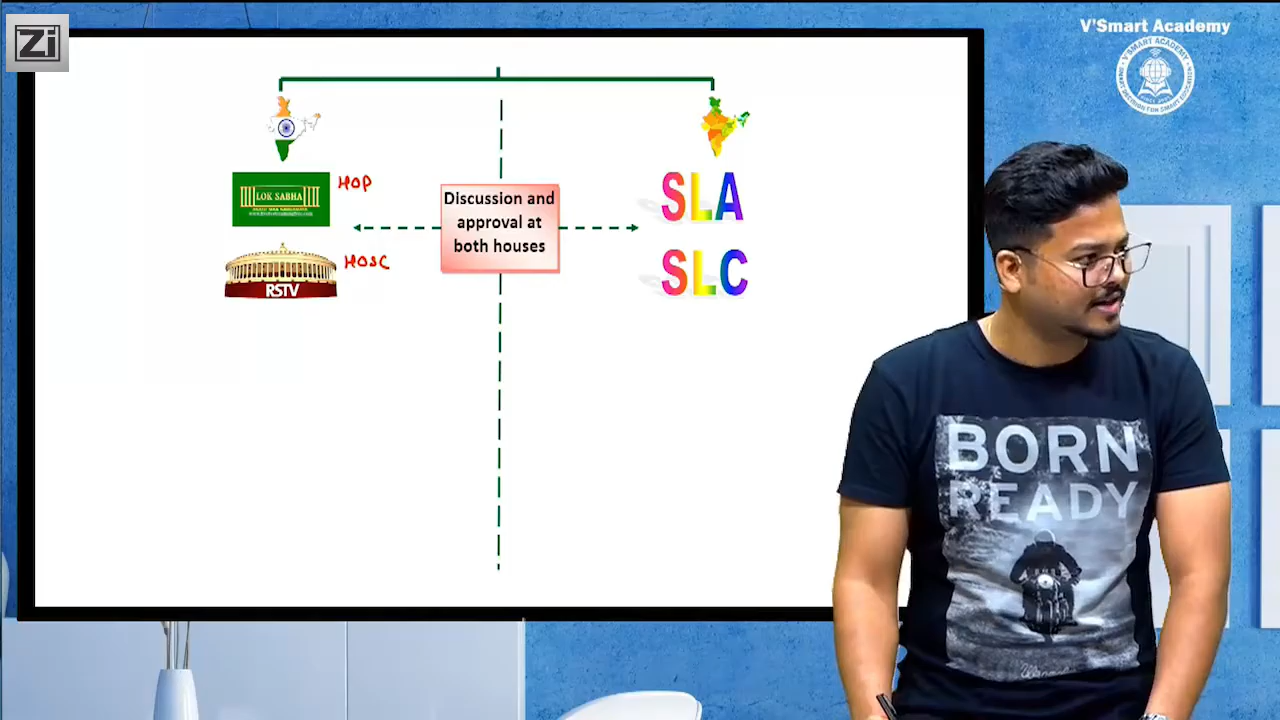 Zi
V'Smart Academy
LOK SABHA
HOP
Discussion and
approval at
both houses
SLA
HOSC
RSTV
SLC
BORN
READY